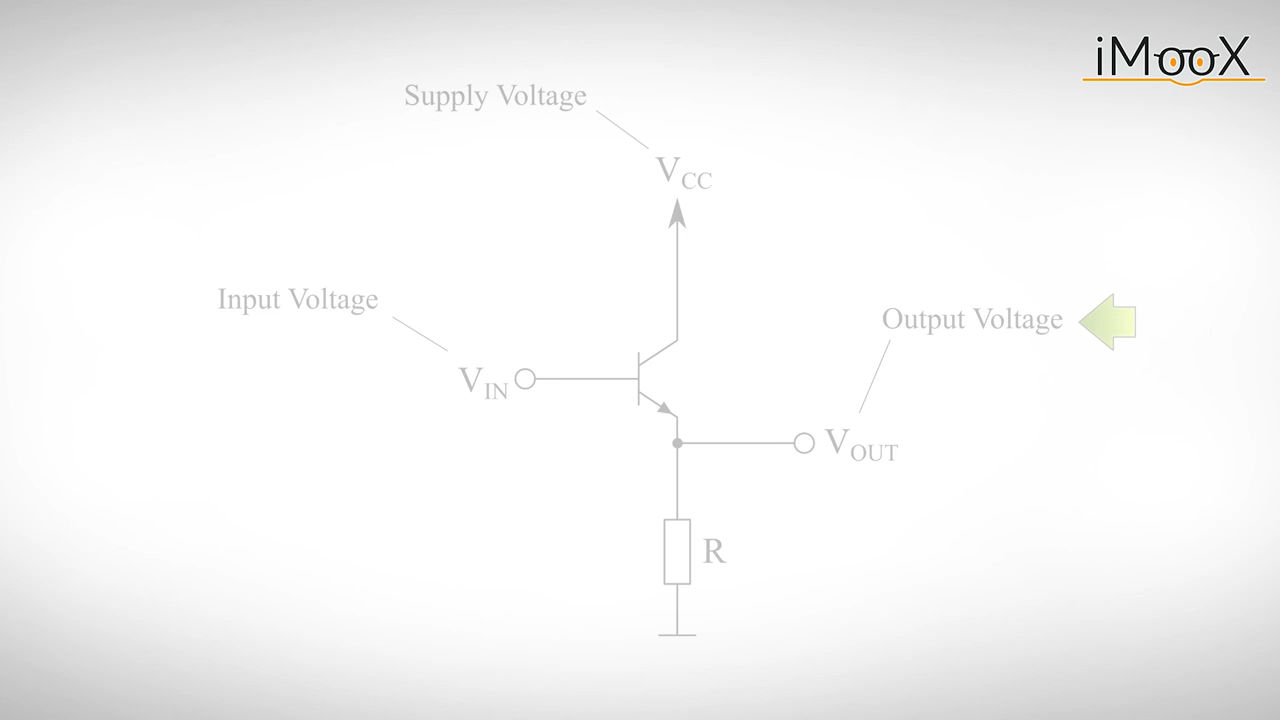 iMooX
Supply Voltage
VCC
Input Voltage
Output Voltage
VIN
VOUT
R